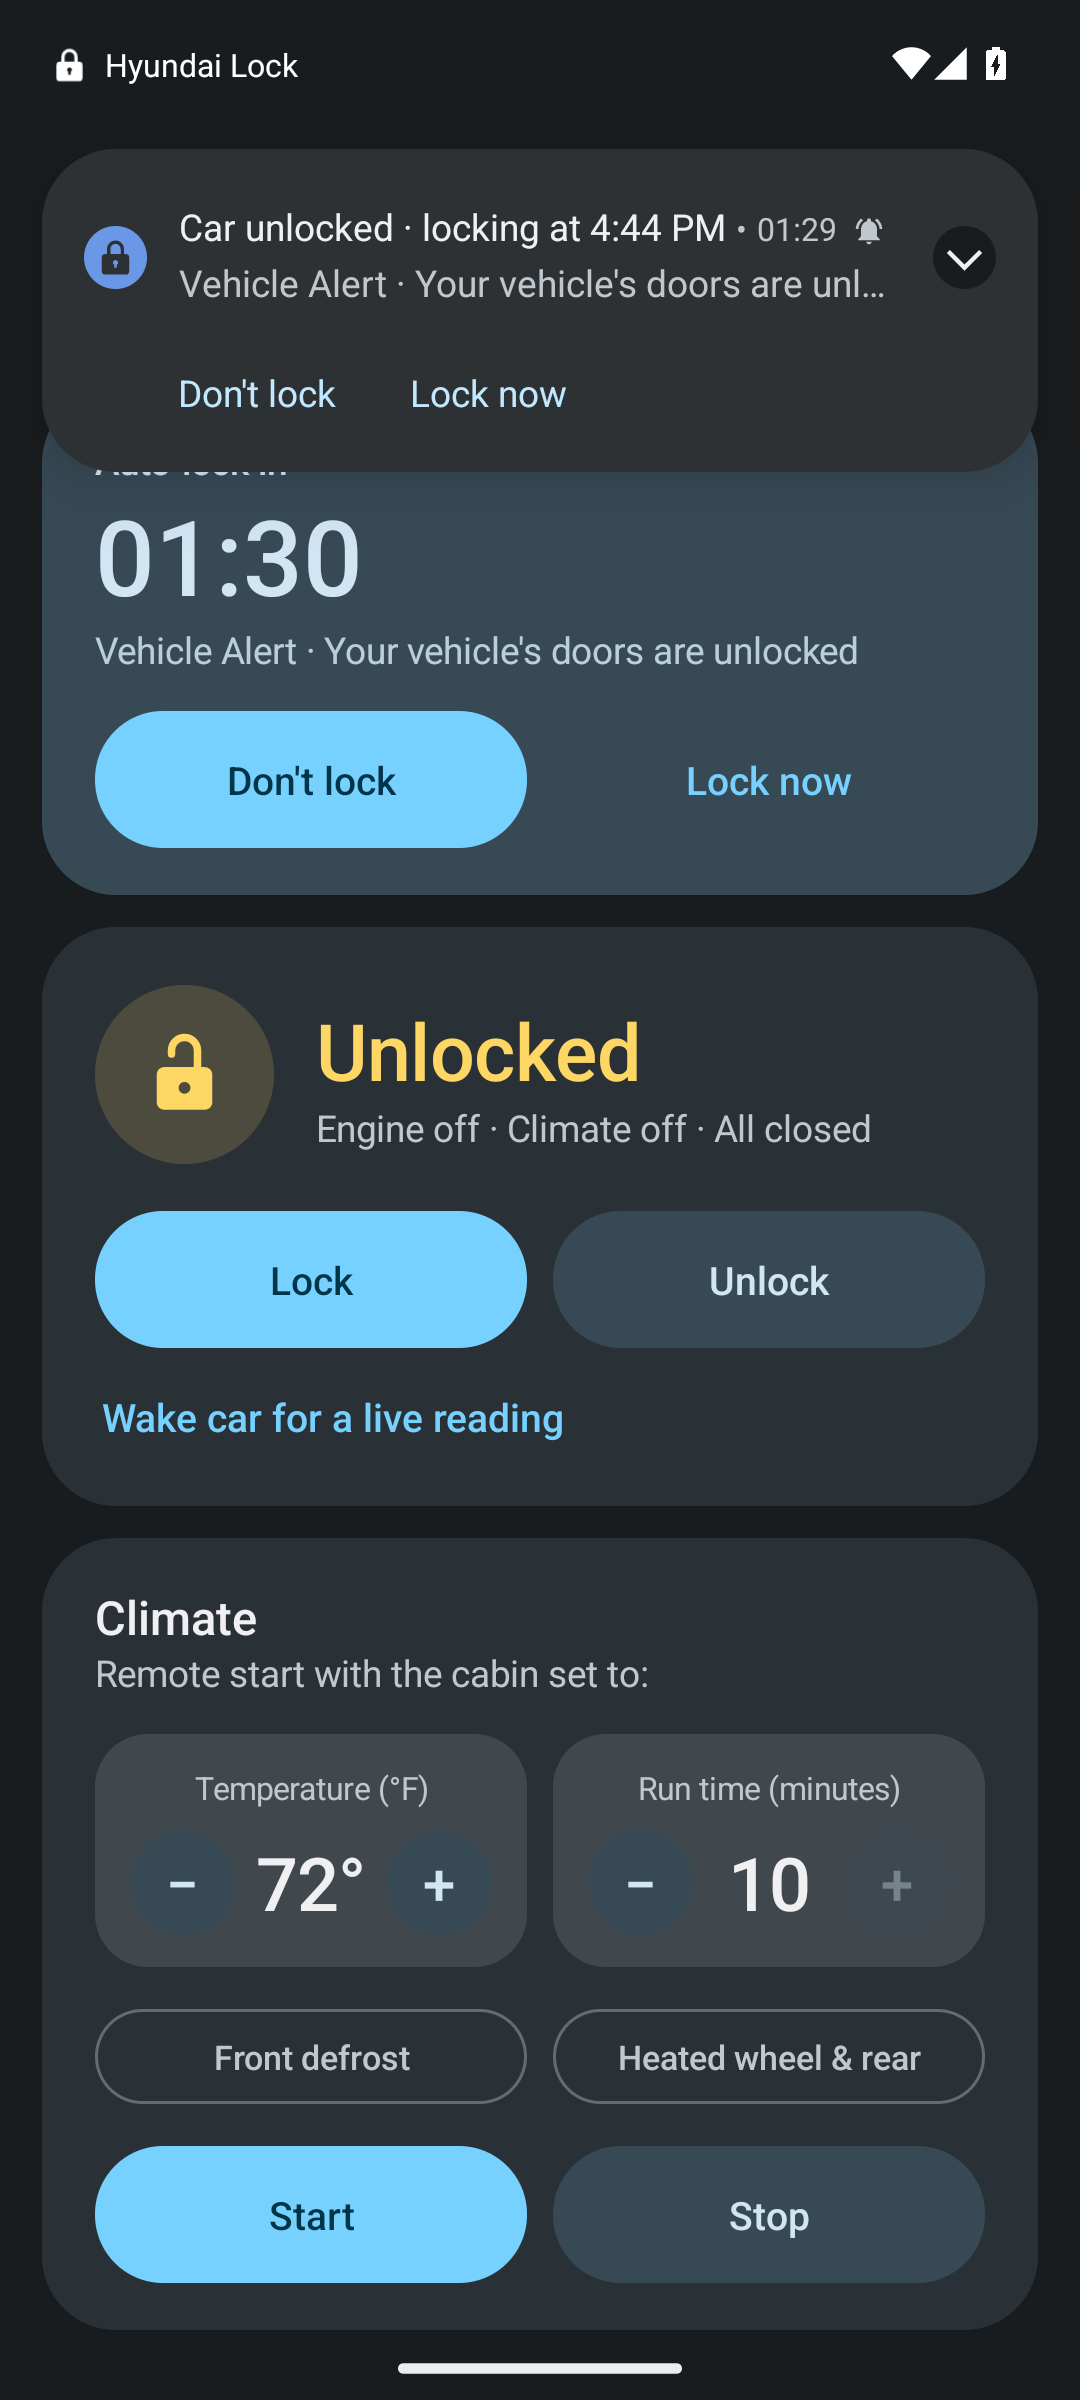 Hyundai Lock
Car unlocked · locking at 4:44 PM • 01:29
Vehicle Alert · Your vehicle's doors are unl...
Don't lock
Lock now
01:30
Vehicle Alert · Your vehicle's doors are unlocked
Don't lock
Lock now
Unlocked
Engine off · Climate off · All closed
Lock
Unlock
Wake car for a live reading
Climate
Remote start with the cabin set to:
Temperature (°F)
Run time (minutes)
− 72° +
− 10 +
Front defrost
Heated wheel & rear
Start
Stop